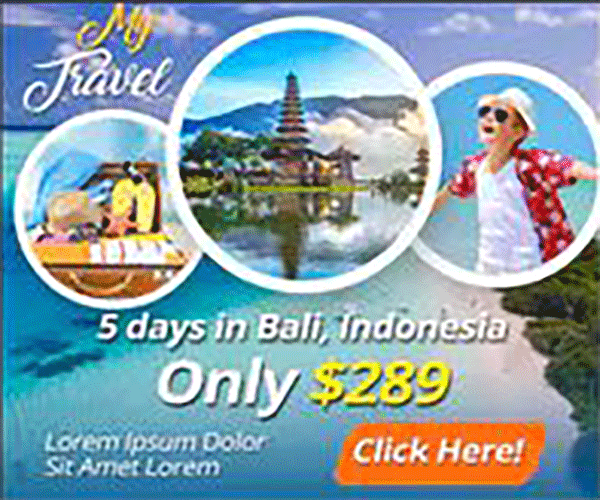 My
Travel
5 days in Bali, Indonesia
Only $289
Lorem Ipsum Dolor
Sit Amet Lorem
Click Here!